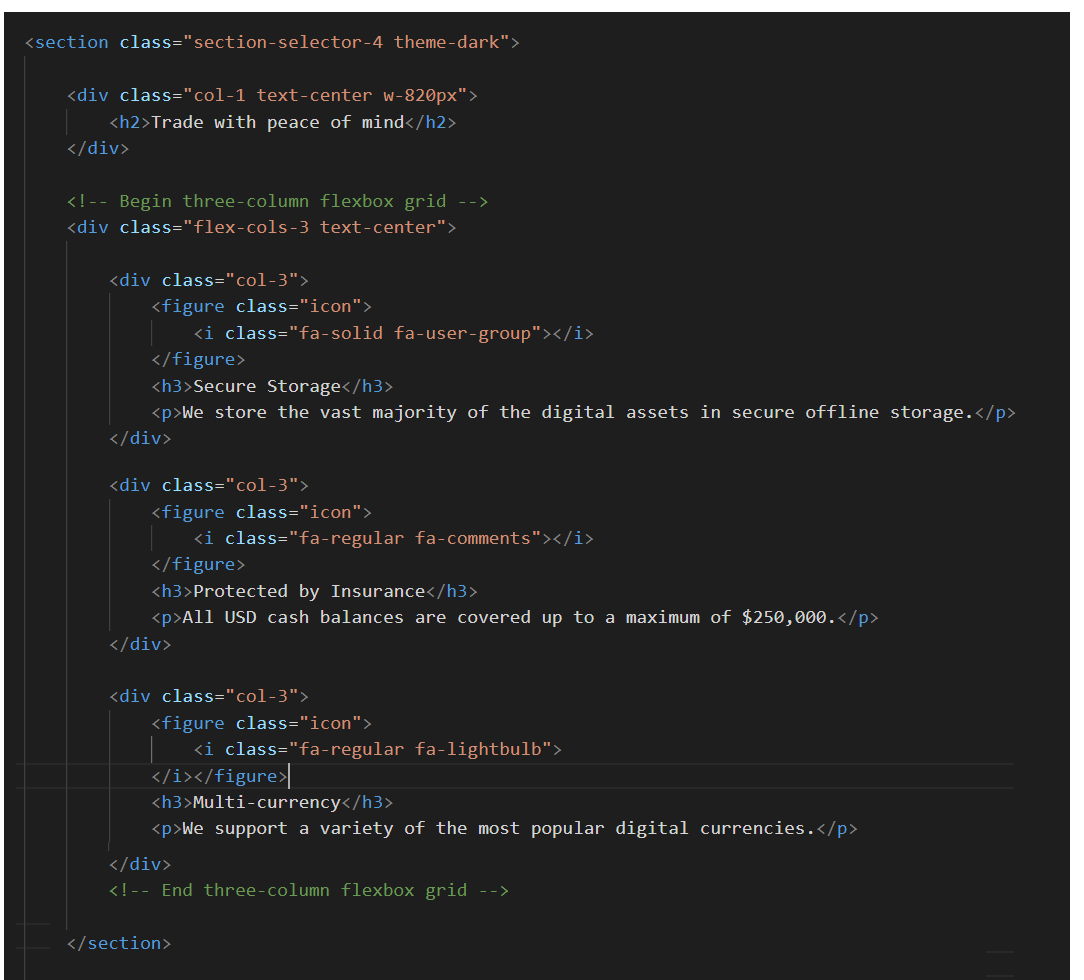 <section class="section-selector-4 theme-dark">
<div class="col-1 text-center w-820px">
<h2>Trade with peace of mind</h2>
</div>
<!-- Begin three-column flexbox grid -->
<div class="flex-cols-3 text-center">
<div class="col-3">
<figure class="icon">
<i class="fa-solid fa-user-group"></i>
</figure>
<h3>Secure Storage</h3>
<p>We store the vast majority of the digital assets in secure offline storage.</p>
</div>
<div class="col-3">
<figure class="icon">
<i class="fa-regular fa-comments"></i>
</figure>
<h3>Protected by Insurance</h3>
<p>All USD cash balances are covered up to a maximum of $250,000.</p>
</div>
<div class="col-3">
<figure class="icon">
<i class="fa-regular fa-lightbulb">
</i></figure>
<h3>Multi-currency</h3>
<p>We support a variety of the most popular digital currencies.</p>
</div>
<!-- End three-column flexbox grid -->
</section>